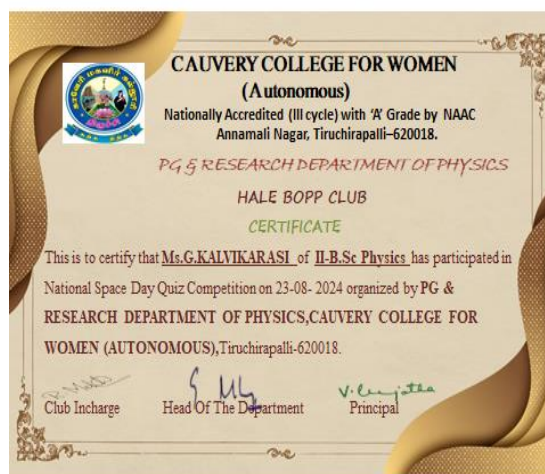 CAUVERY COLLEGE FOR WOMEN
(Autonomous)
Nationally Accredited (III cycle) with ‘A’ Grade by NAAC
Annamali Nagar, Tiruchirapalli–620018.
PG & RESEARCH DEPARTMENT OF PHYSICS
HALE BOPP CLUB
CERTIFICATE
This is to certify that Ms.G.KALVIKARASI of II-B.Sc Physics has participated in
National Space Day Quiz Competition on 23-08- 2024 organized by PG &
RESEARCH DEPARTMENT OF PHYSICS,CAUVERY COLLEGE FOR
WOMEN (AUTONOMOUS),Tiruchirapalli-620018.
Club Incharge Head Of The Department Principal